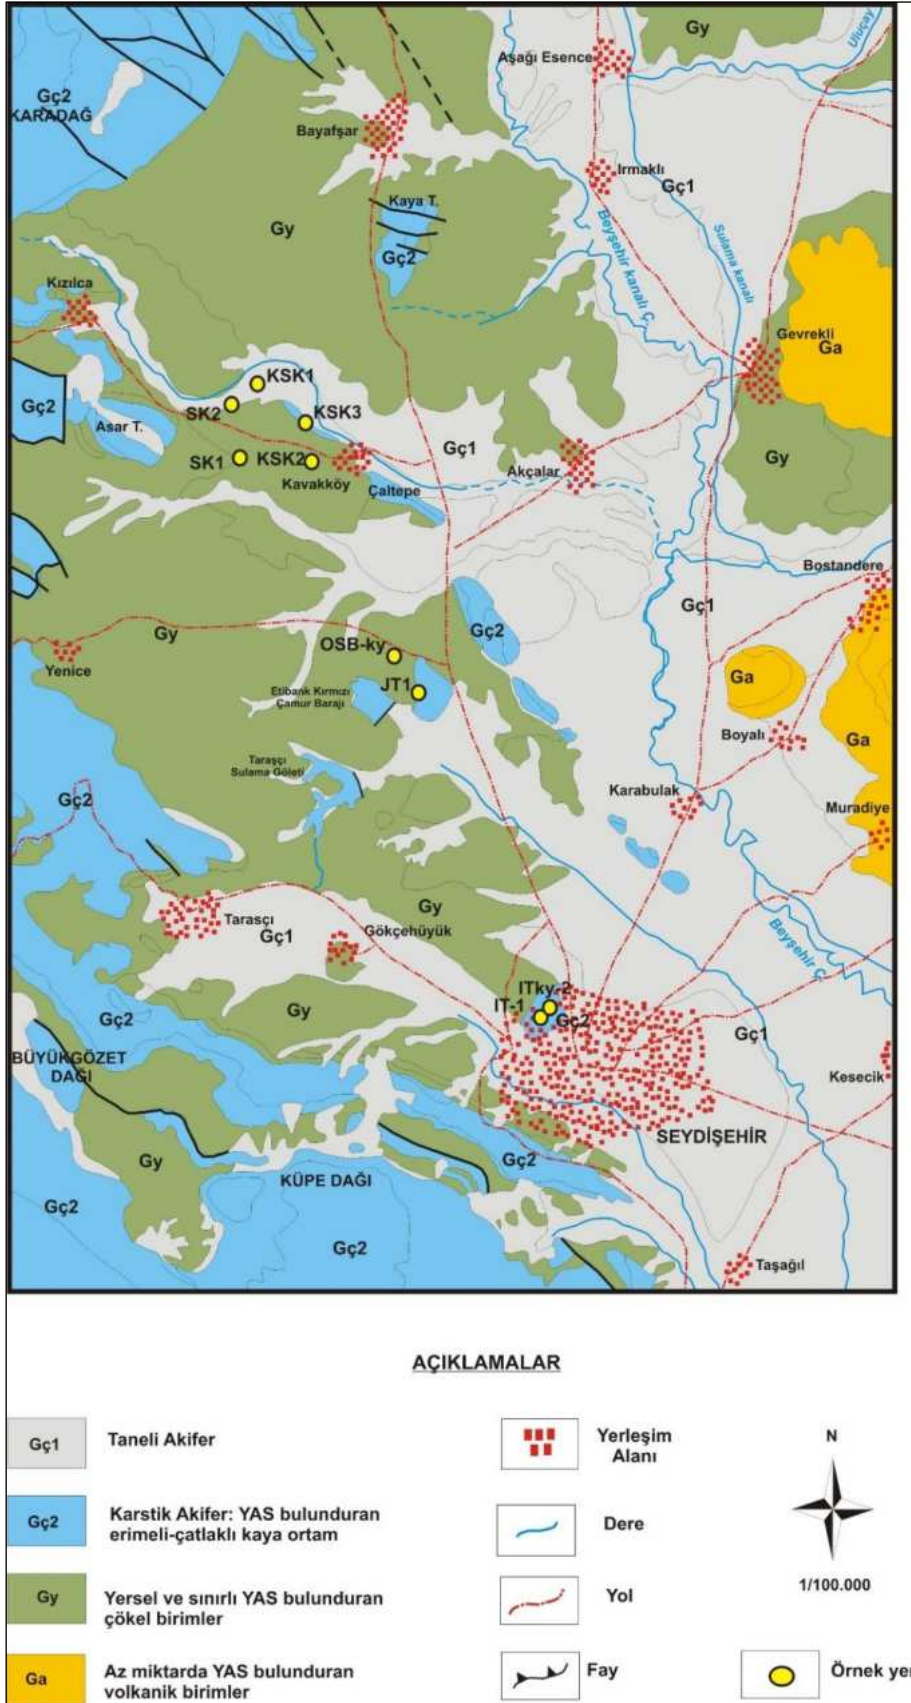 Gy
Uluçay
Aşağı Esence
Gç2
KARADAĞ
Bayafşar
Irmaklı
Gç1
Kaya T.
Gy
Gç2
Beyşehir kanalı Ç.
Sulama kanalı
Kızılca
Gevrekli
Ga
KSK1
Gç2
SK2
KSK3
Asar T.
Gç1
SK1
KSK2
Akçalar
Gy
Kavakköy
Çaltepe
Bostandere
Gç1
Gy
OSB-ky
Gç2
Yenice
JT1
Ga
Etibank Kırmızı
Çamur Barajı
Boyalı
Ga
Taraşçı
Sulama Göleti
Karabulak
Gç2
Muradiye
Gy
Tarasçı
Gç1
Gökçehüyük
Beyşehir Ç.
ITky-2
IT-1
Gç2
Gy
Gç2
Gç1
BÜYÜKGÖZET
DAĞI
Kesecik
SEYDİŞEHİR
Gy
Gç2
KÜPE DAĞI
Gç2
Gç2
Taşağıl
AÇIKLAMALAR
Gç1
Taneli Akifer
Gç2
Karstik Akifer: YAS bulunduran
erimeli-çatlaklı kaya ortam
Gy
Yersel ve sınırlı YAS bulunduran
çökel birimler
Ga
Az miktarda YAS bulunduran
volkanik birimler
Yerleşim
Alanı
Dere
Yol
Fay
N
1/100.000
Örnek yer